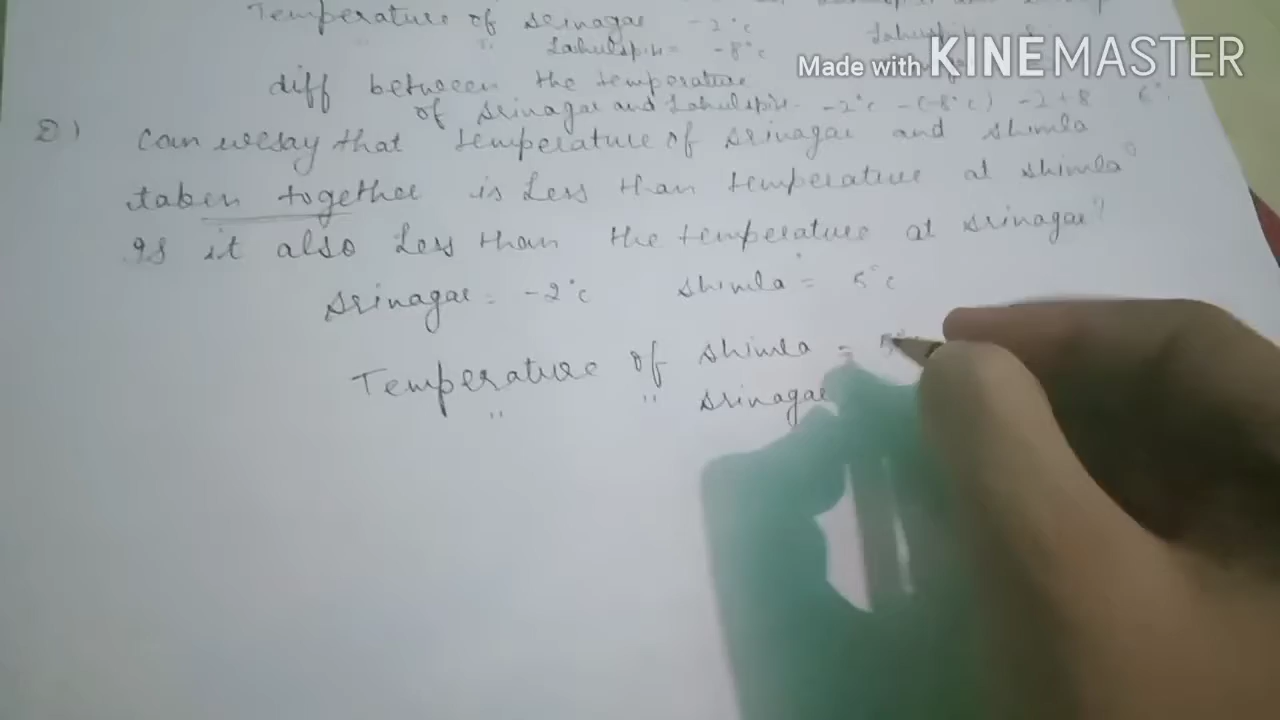 Temperature of Srinagar -2°c
" Lahulspiti = -8°c
diff between the temperature
of Srinagar and Lahulspiti -2°c -(-8°c) -2+8 6°
D) Can we say that temperature of Srinagar and Shimla
taken together is Less than temperature at Shimla?
Is it also Less than the temperature at Srinagar?
Srinagar = -2°c Shimla = 5°c
Temperature of Shimla = 5°
" " Srinagar
Made with KINEMASTER